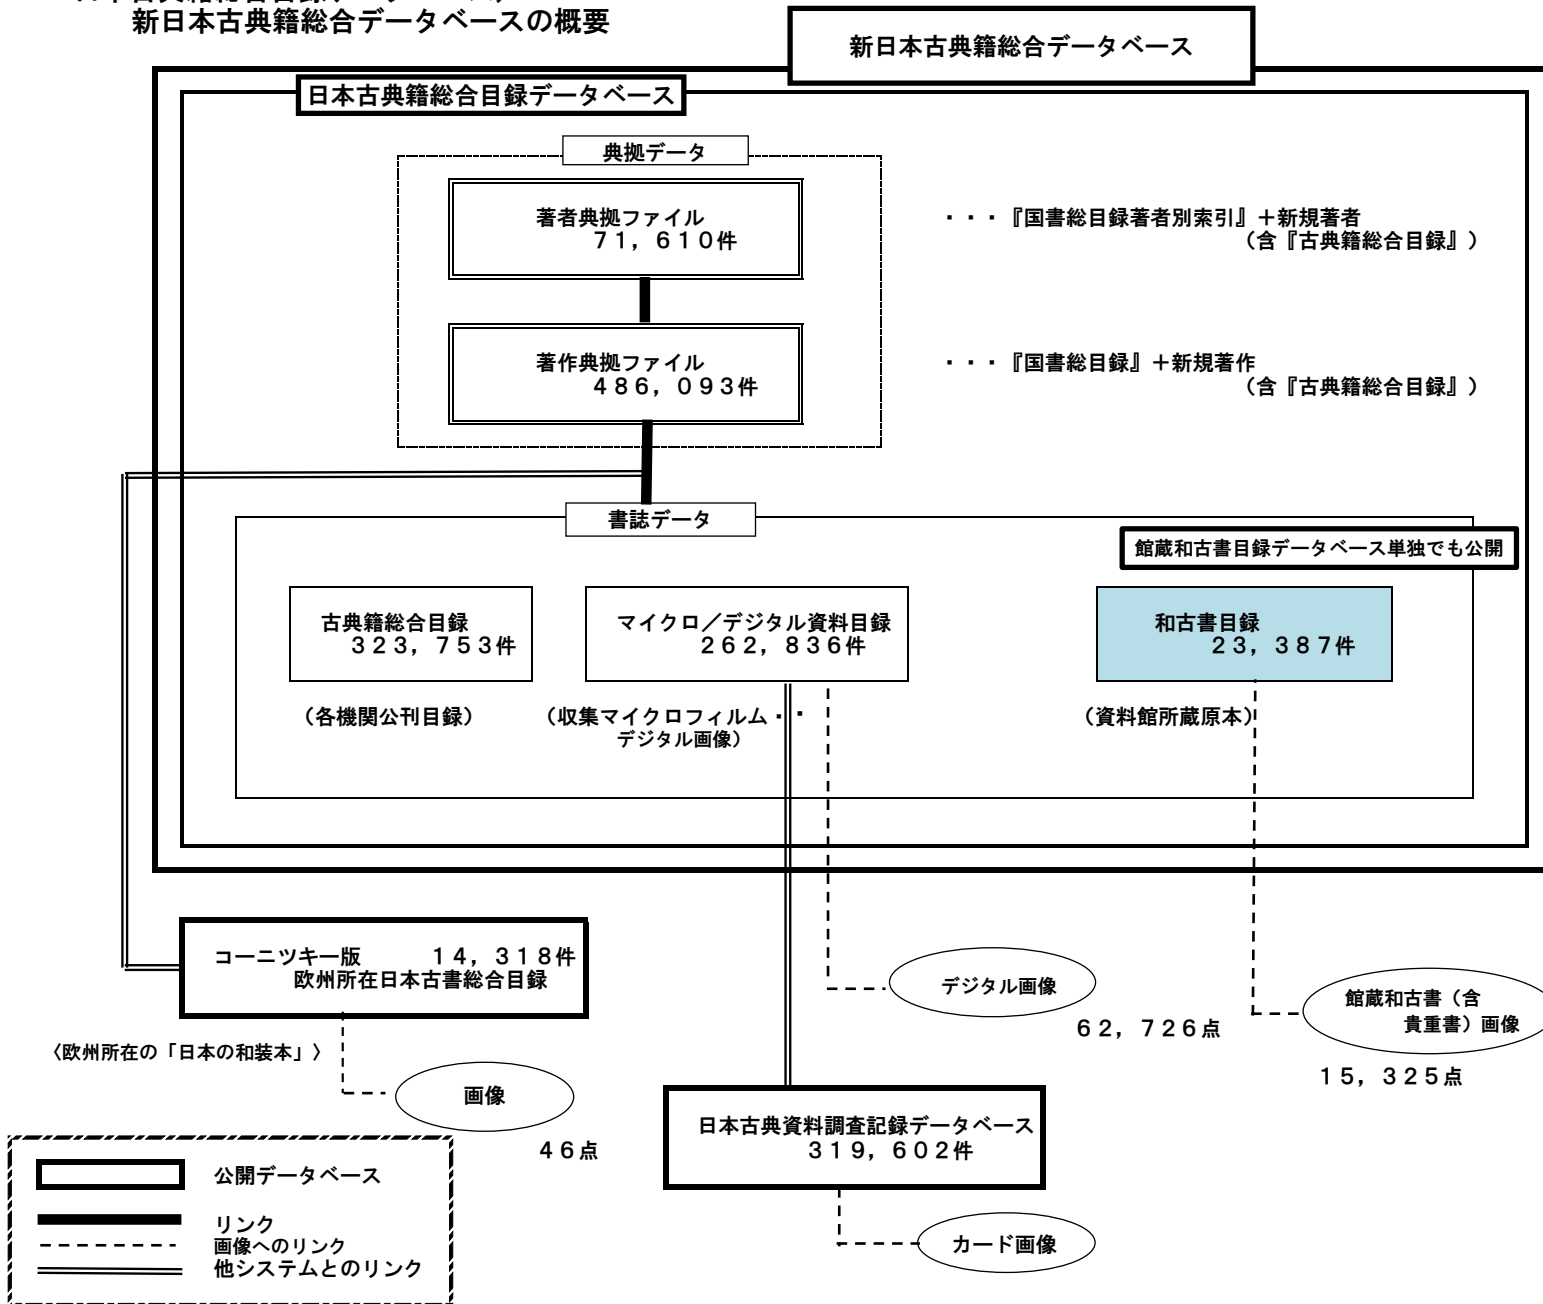 新日本古典籍総合データベースの概要
新日本古典籍総合データベース
日本古典籍総合目録データベース
典拠データ
著者典拠ファイル
７１，６１０件
・・・『国書総目録著者別索引』＋新規著者
（含『古典籍総合目録』）
著作典拠ファイル
４８６，０９３件
・・・『国書総目録』＋新規著作
（含『古典籍総合目録』）
書誌データ
館蔵和古書目録データベース単独でも公開
古典籍総合目録
３２３，７５３件
マイクロ／デジタル資料目録
２６２，８３６件
和古書目録
２３，３８７件
（各機関公刊目録）
（収集マイクロフィルム・・
デジタル画像）
（資料館所蔵原本）
コーニツキー版　１４，３１８件
欧州所在日本古書総合目録
〈欧州所在の「日本の和装本」〉
画像
４６点
デジタル画像
６２，７２６点
館蔵和古書（含
貴重書）画像
１５，３２５点
日本古典資料調査記録データベース
３１９，６０２件
カード画像
公開データベース
リンク
画像へのリンク
他システムとのリンク